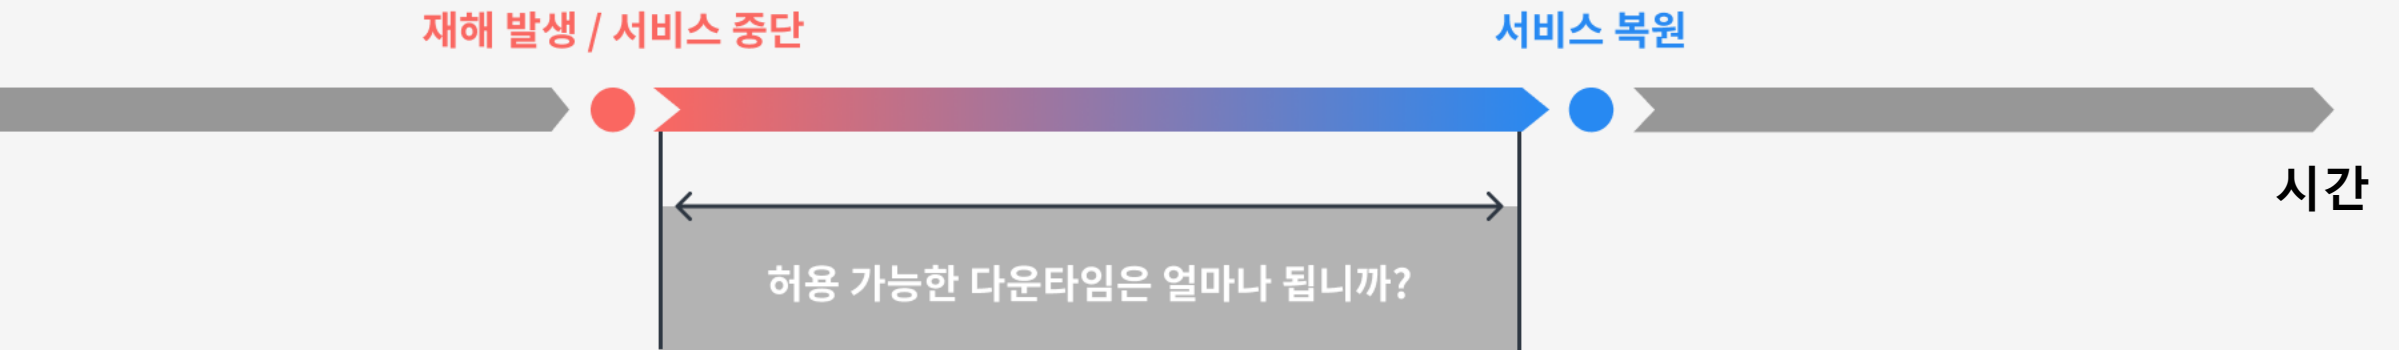 재해 발생 / 서비스 중단
서비스 복원
시간
허용 가능한 다운타임은 얼마나 됩니까?